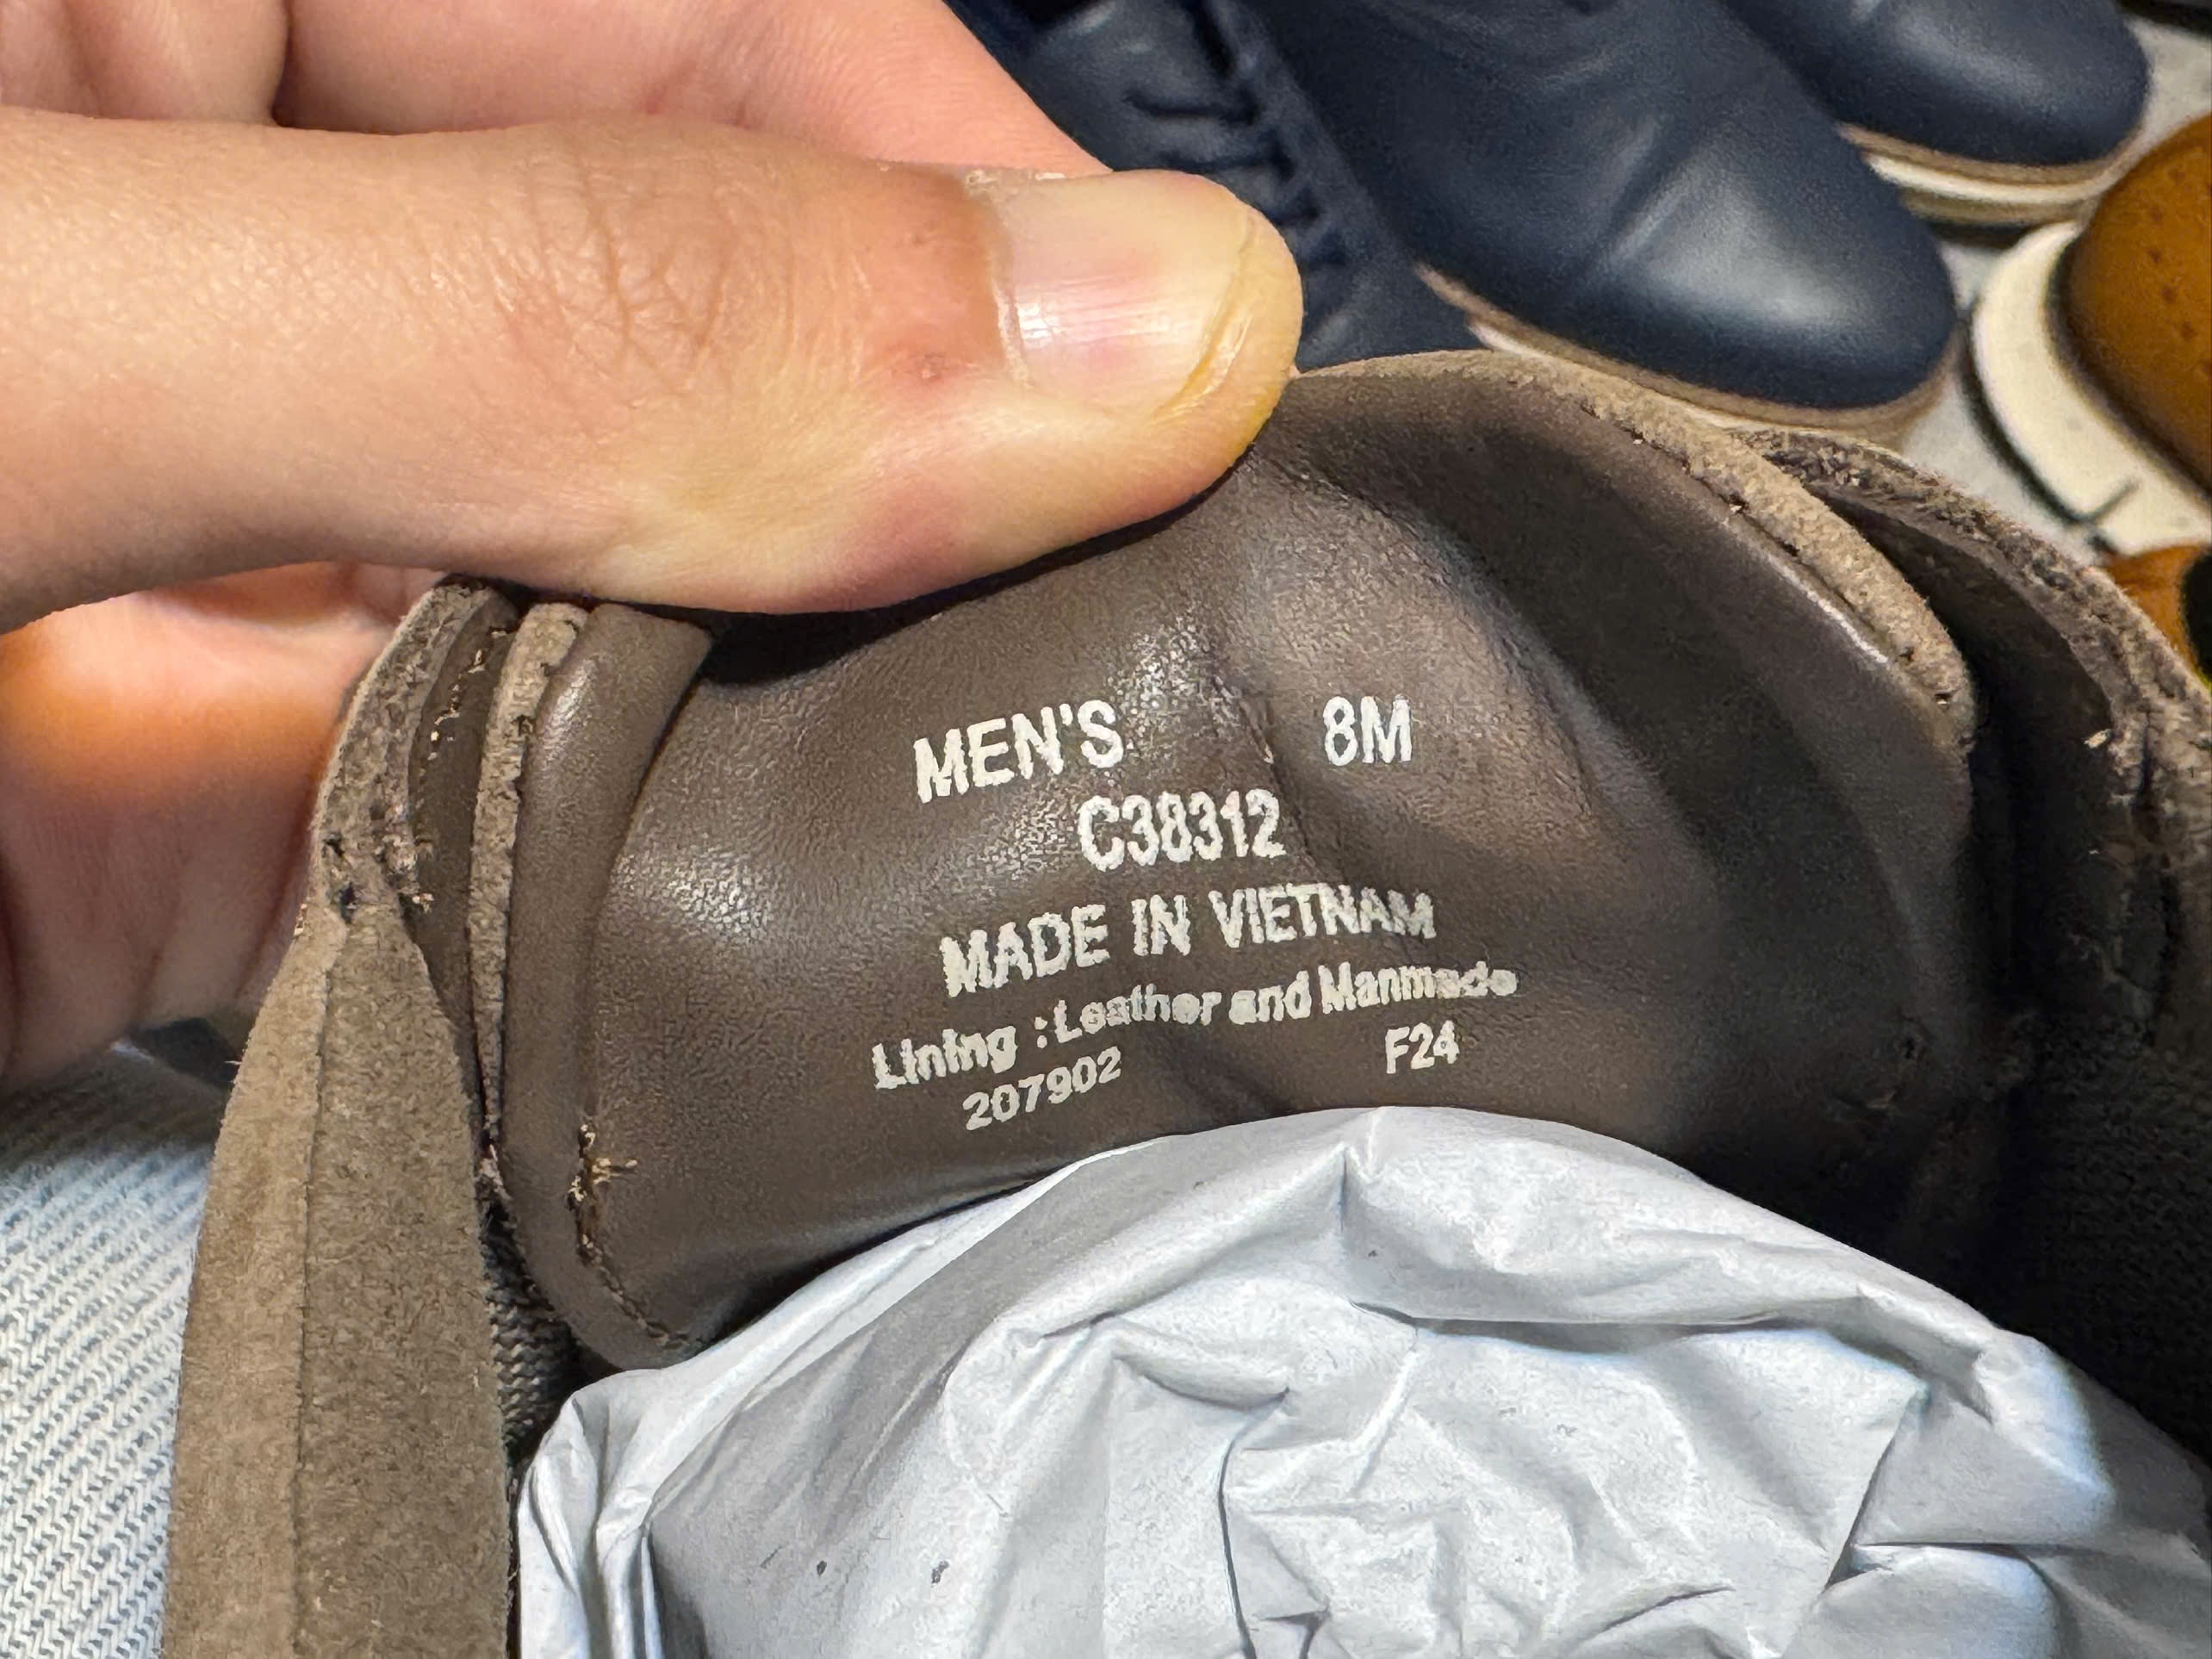 MEN'S 8M
C38312
MADE IN VIETNAM
Lining : Leather and Manmade
207902 F24